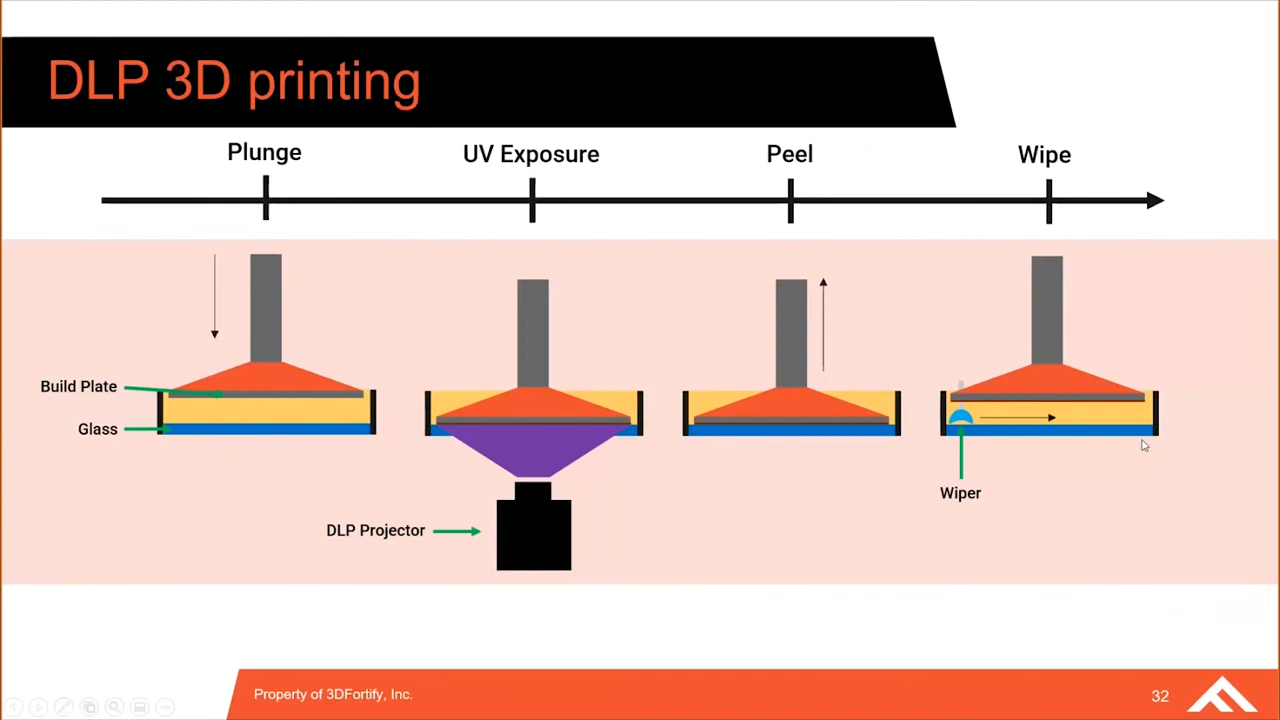 DLP 3D printing
Plunge
UV Exposure
Peel
Wipe
Build Plate
Glass
Wiper
DLP Projector
Property of 3DFortify, Inc.
32